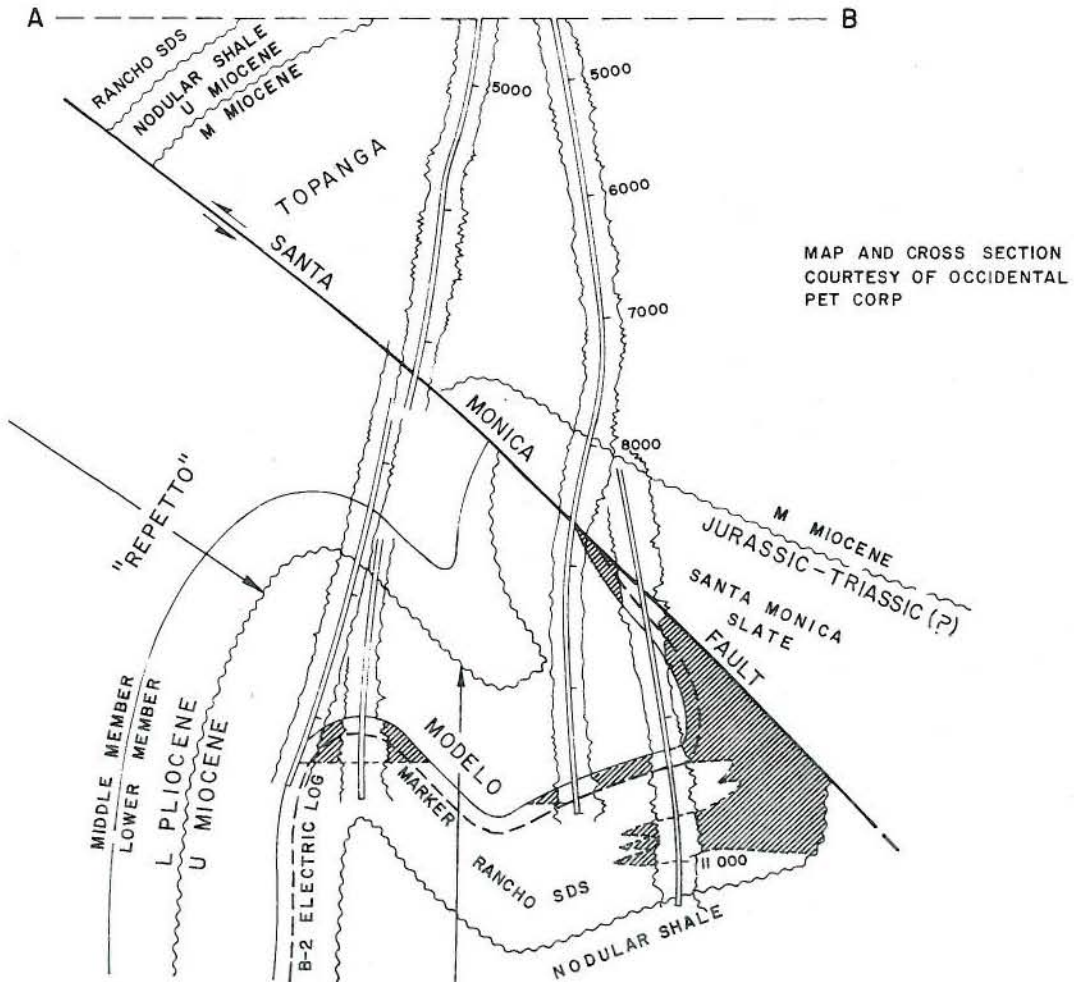 A
B
RANCHO SDS
NODULAR SHALE
U MIOCENE
M MIOCENE
TOPANGA
5000
5000
6000
SANTA
MAP AND CROSS SECTION
COURTESY OF OCCIDENTAL
PET CORP
7000
MONICA
8000
"REPETTO"
M MIOCENE
JURASSIC-TRIASSIC (?)
SANTA MONICA
SLATE
FAULT
MIDDLE MEMBER
LOWER MEMBER
L PLIOCENE
U MIOCENE
MODELO
MARKER
B-2 ELECTRIC LOG
RANCHO SDS
11 000
NODULAR SHALE